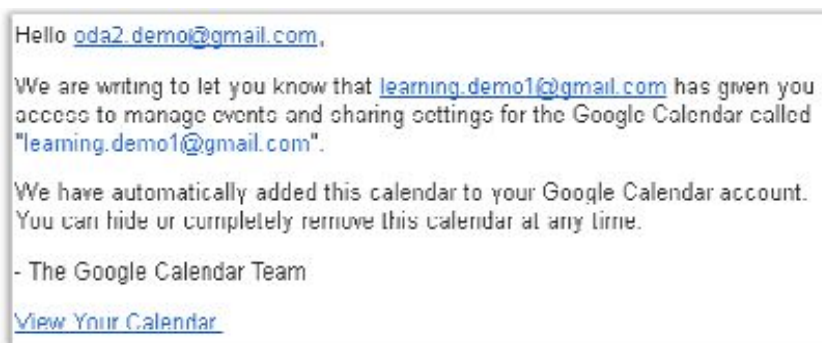 Hello oda2.demo@gmail.com,
We are writing to let you know that learning.demo1@gmail.com has given you
access to manage events and sharing settings for the Google Calendar called
"learning.demo1@gmail.com".
We have automatically added this calendar to your Google Calendar account.
You can hide or completely remove this calendar at any time.
- The Google Calendar Team
View Your Calendar